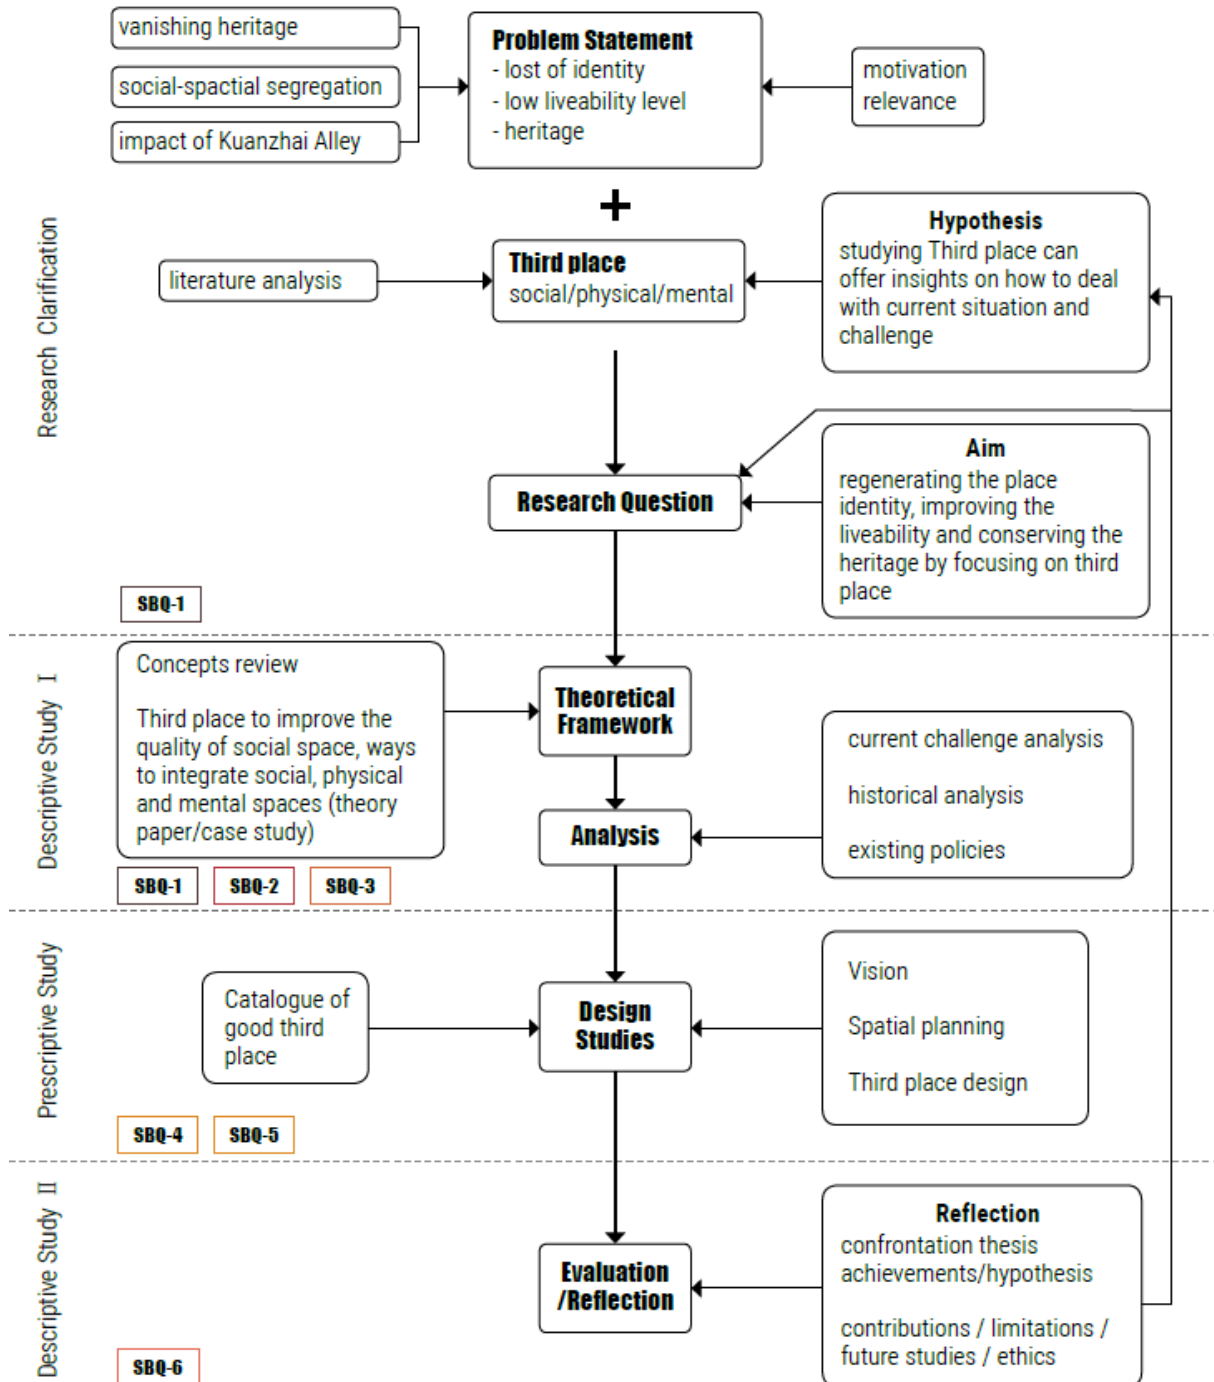 vanishing heritage
social-spactial segregation
impact of Kuanzhai Alley
Problem Statement
- lost of identity
- low liveability level
- heritage
motivation
relevance
Research Clarification
literature analysis
Third place
social/physical/mental
Hypothesis
studying Third place can
offer insights on how to deal
with current situation and
challenge
Research Question
Aim
regenerating the place
identity, improving the
liveability and conserving the
heritage by focusing on third
place
SBQ-1
Descriptive Study I
Concepts review
Third place to improve the
quality of social space, ways
to integrate social, physical
and mental spaces (theory
paper/case study)
Theoretical
Framework
Analysis
current challenge analysis
historical analysis
existing policies
SBQ-1
SBQ-2
SBQ-3
Prescriptive Study
Catalogue of
good third
place
Design
Studies
Vision
Spatial planning
Third place design
SBQ-4
SBQ-5
Descriptive Study II
Evaluation
/Reflection
Reflection
confrontation thesis
achievements/hypothesis
contributions / limitations /
future studies / ethics
SBQ-6